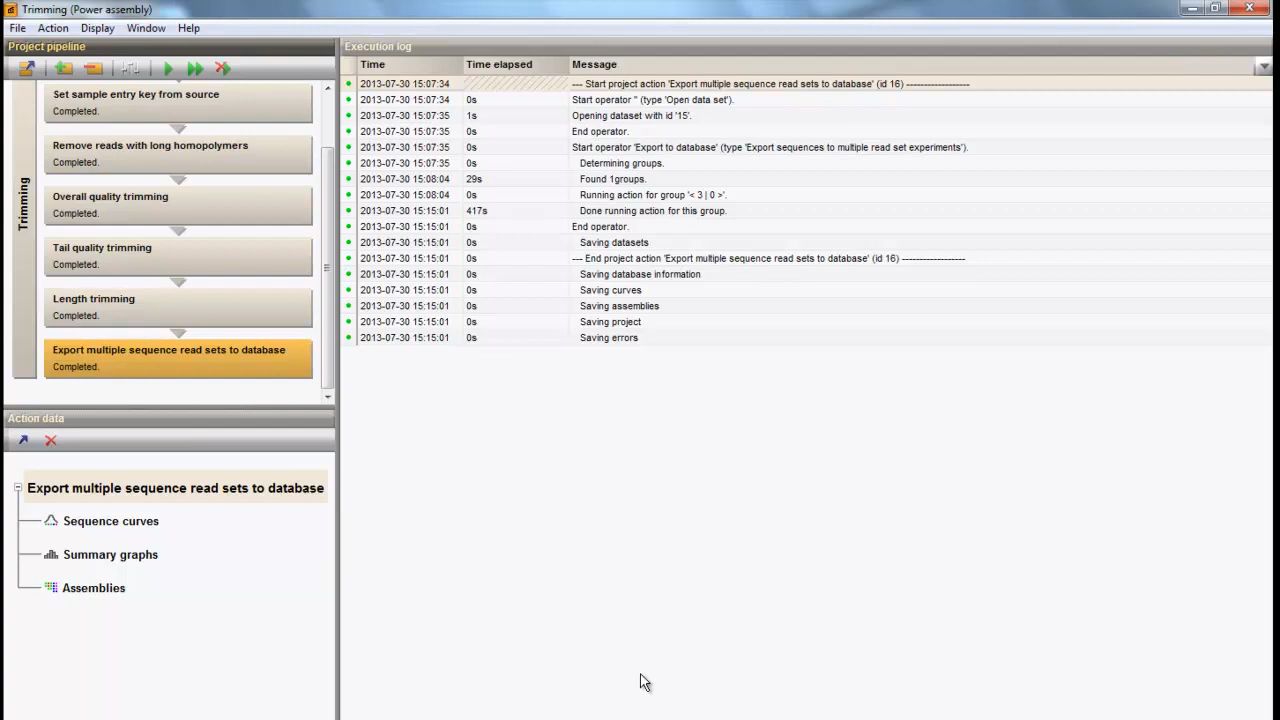 Trimming (Power assembly)
File Action Display Window Help
Project pipeline
Set sample entry key from source
Completed.
Remove reads with long homopolymers
Completed.
Overall quality trimming
Completed.
Tail quality trimming
Completed.
Length trimming
Completed.
Export multiple sequence read sets to database
Completed.
Trimming
Action data
Export multiple sequence read sets to database
Sequence curves
Summary graphs
Assemblies
Execution log
Time Time elapsed Message
2013-07-30 15:07:34 --- Start project action 'Export multiple sequence read sets to database' (id 16) ------------------
2013-07-30 15:07:34 0s Start operator '' (type 'Open data set').
2013-07-30 15:07:35 1s Opening dataset with id '15'.
2013-07-30 15:07:35 0s End operator.
2013-07-30 15:07:35 0s Start operator 'Export to database' (type 'Export sequences to multiple read set experiments').
2013-07-30 15:07:35 0s Determining groups.
2013-07-30 15:08:04 29s Found 1groups.
2013-07-30 15:08:04 0s Running action for group '< 3 | 0 >'.
2013-07-30 15:15:01 417s Done running action for this group.
2013-07-30 15:15:01 0s End operator.
2013-07-30 15:15:01 0s Saving datasets
2013-07-30 15:15:01 0s --- End project action 'Export multiple sequence read sets to database' (id 16) ------------------
2013-07-30 15:15:01 0s Saving database information
2013-07-30 15:15:01 0s Saving curves
2013-07-30 15:15:01 0s Saving assemblies
2013-07-30 15:15:01 0s Saving project
2013-07-30 15:15:01 0s Saving errors